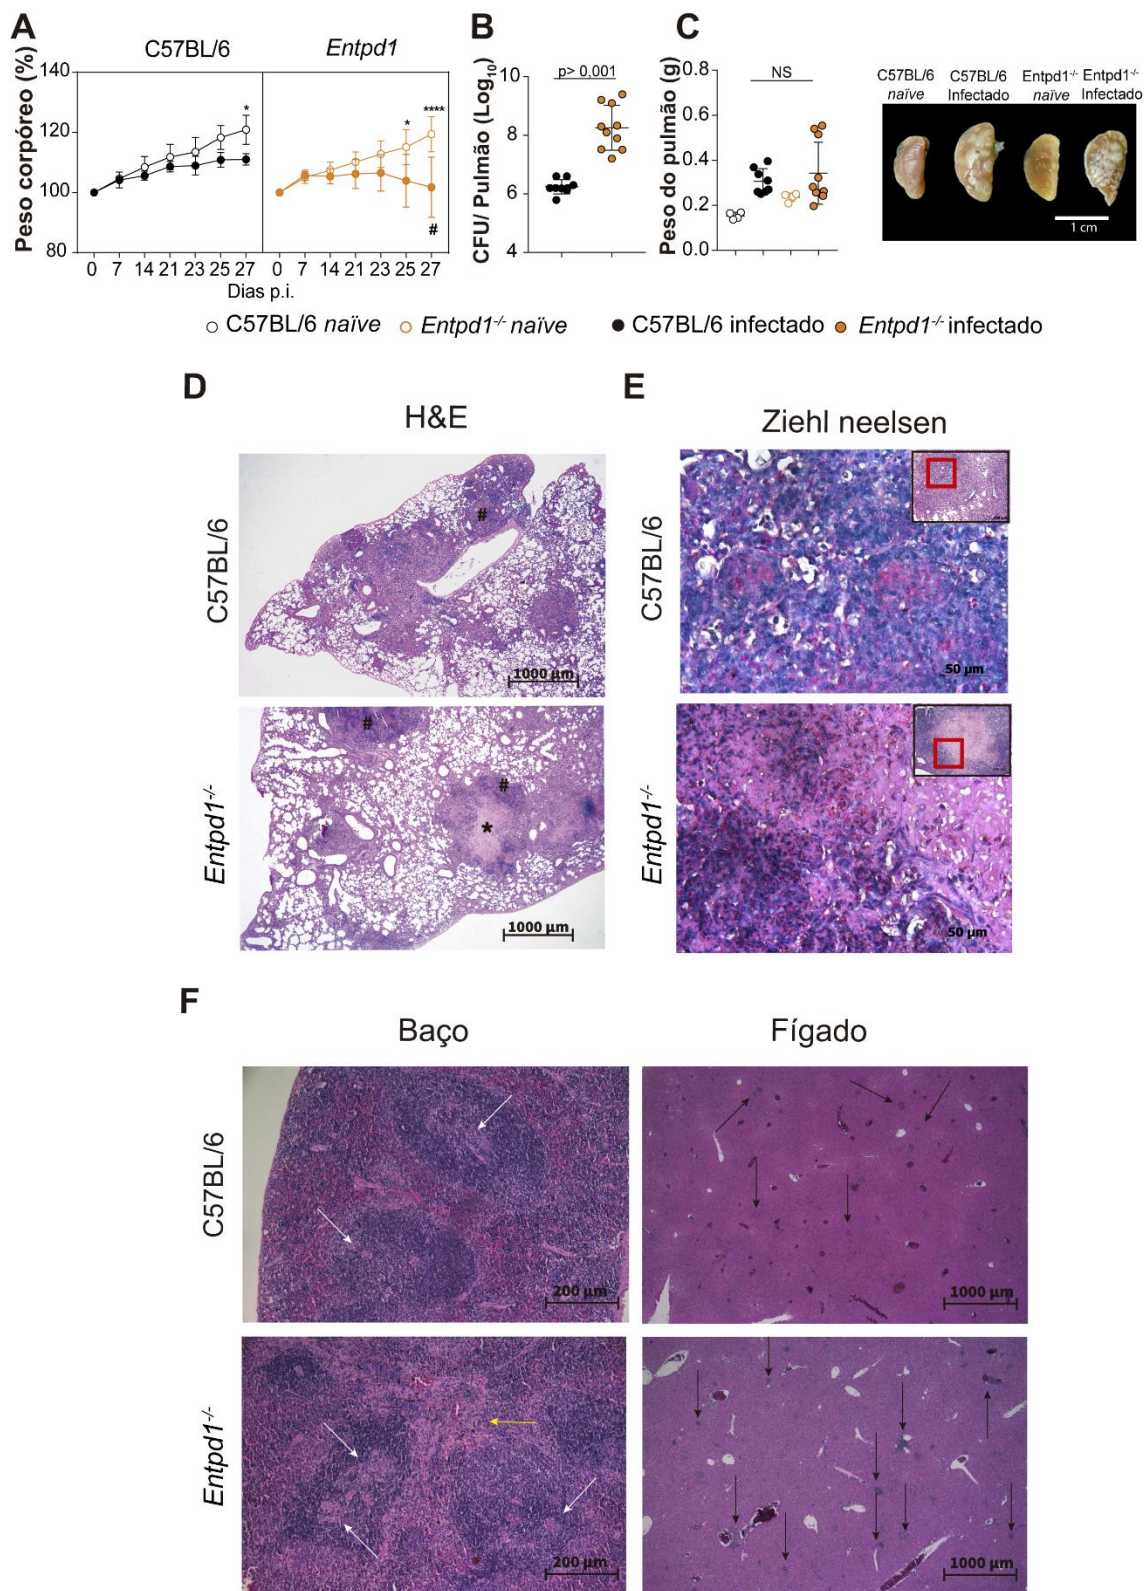 A
C57BL/6
Entpd1
Peso corpóreo (%)
140
120
100
80
0 7 14 21 23 25 27
0 7 14 21 23 25 27
Dias p.i.
*
*
****
#
B
CFU/ Pulmão (Log10)
p> 0,001
10
8
6
4
C
Peso do pulmão (g)
NS
0.8
0.6
0.4
0.2
0.0
C57BL/6 naïve
C57BL/6 Infectado
Entpd1-/- naïve
Entpd1-/- Infectado
1 cm
C57BL/6 naïve
Entpd1-/- naïve
C57BL/6 infectado
Entpd1-/- infectado
D
H&E
C57BL/6
#
1000 µm
Entpd1-/-
#
#
*
1000 µm
E
Ziehl neelsen
C57BL/6
50 µm
Entpd1-/-
50 µm
F
Baço
Fígado
C57BL/6
200 µm
1000 µm
Entpd1-/-
200 µm
1000 µm